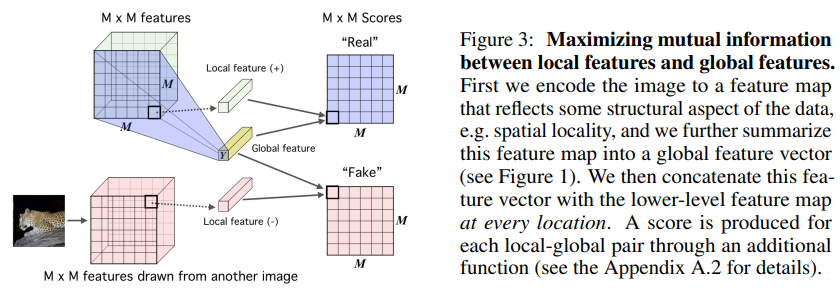 M x M features
M x M Scores
"Real"
Local feature (+)
M
M
M
M
Y
Global feature
"Fake"
Local feature (-)
M
M
M x M features drawn from another image
Figure 3: Maximizing mutual information
between local features and global features.
First we encode the image to a feature map
that reflects some structural aspect of the data,
e.g. spatial locality, and we further summarize
this feature map into a global feature vector
(see Figure 1). We then concatenate this fea-
ture vector with the lower-level feature map
at every location. A score is produced for
each local-global pair through an additional
function (see the Appendix A.2 for details).